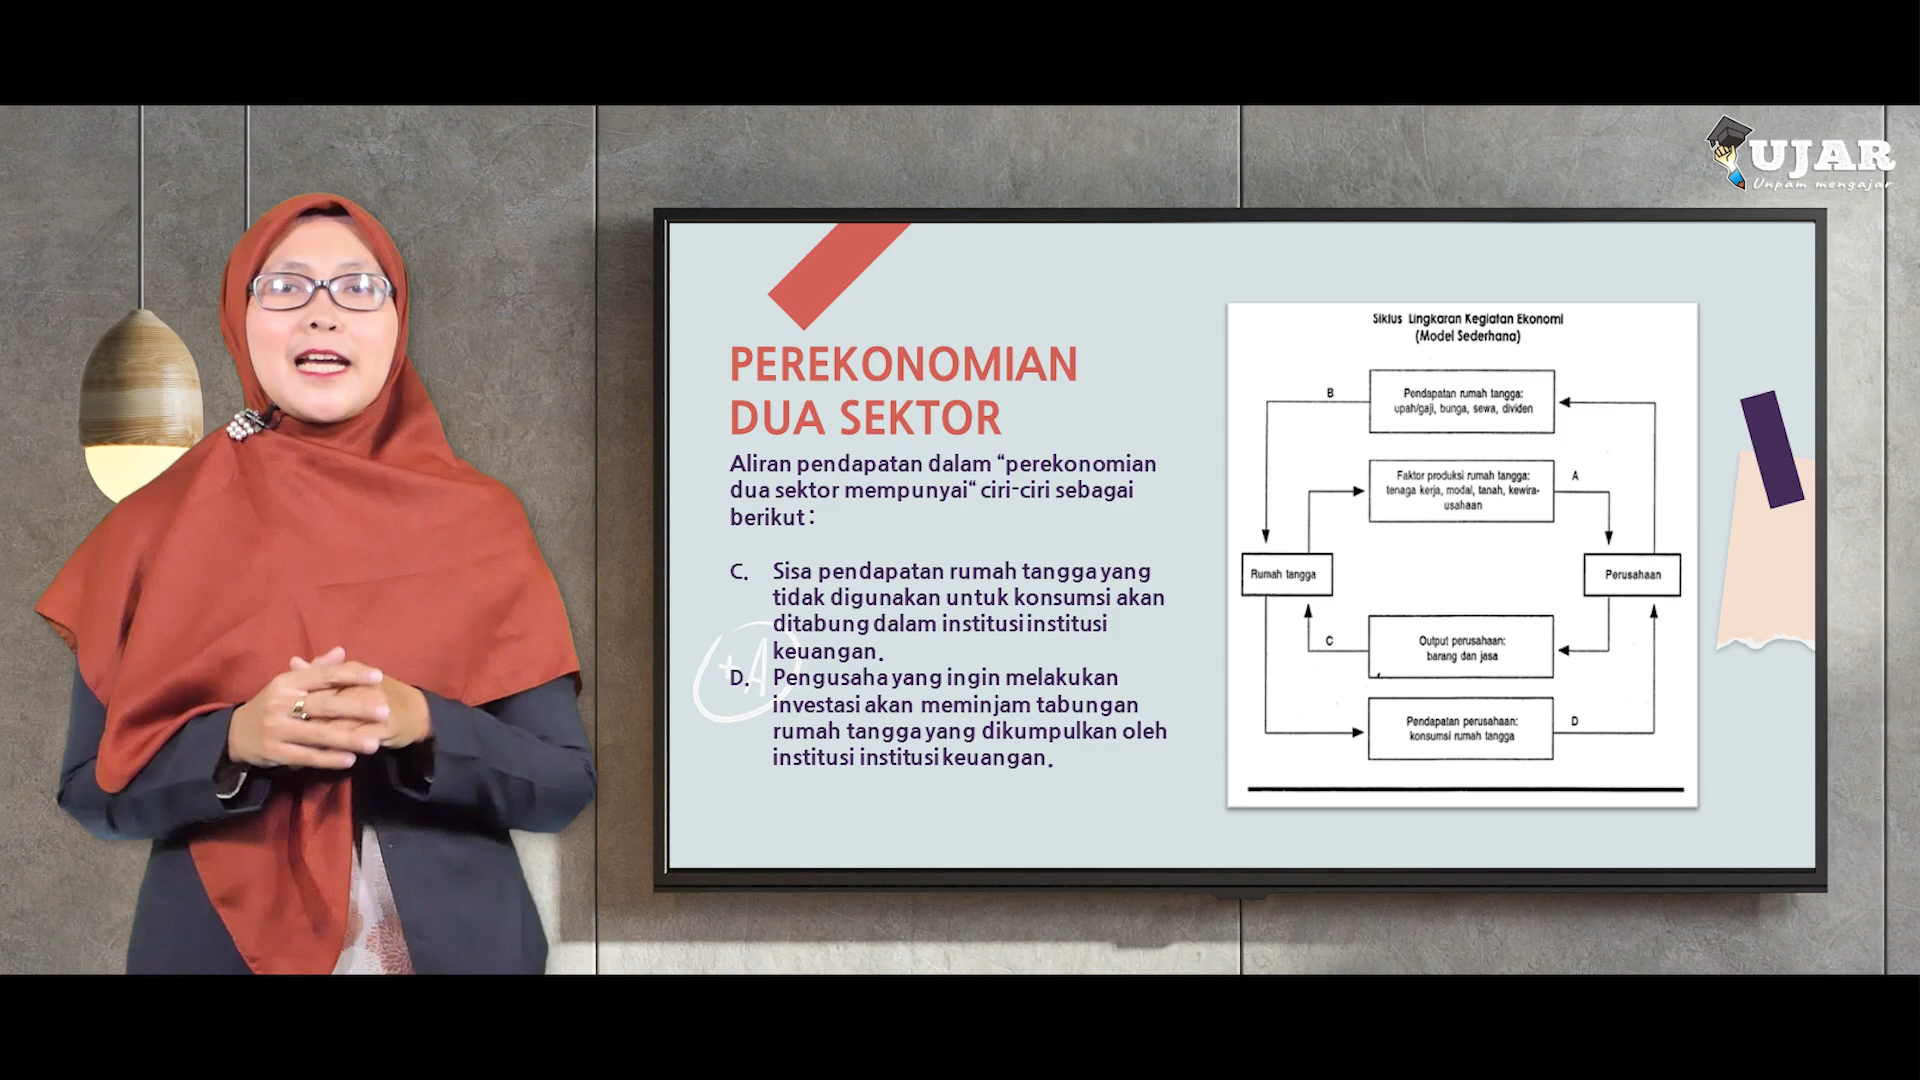 UJAR
Unpam mengajar
PEREKONOMIAN
DUA SEKTOR
Aliran pendapatan dalam “perekonomian
dua sektor mempunyai“ ciri-ciri sebagai
berikut :
C. Sisa pendapatan rumah tangga yang
tidak digunakan untuk konsumsi akan
ditabung dalam institusi institusi
keuangan.
D. Pengusaha yang ingin melakukan
investasi akan meminjam tabungan
rumah tangga yang dikumpulkan oleh
institusi institusi keuangan.
+A
Siklus Lingkaran Kegiatan Ekonomi
(Model Sederhana)
B
Pendapatan rumah tangga:
upah/gaji, bunga, sewa, dividen
Faktor produksi rumah tangga:
tenaga kerja, modal, tanah, kewira-
usahaan
A
Rumah tangga
Perusahaan
C
Output perusahaan:
barang dan jasa
Pendapatan perusahaan:
konsumsi rumah tangga
D